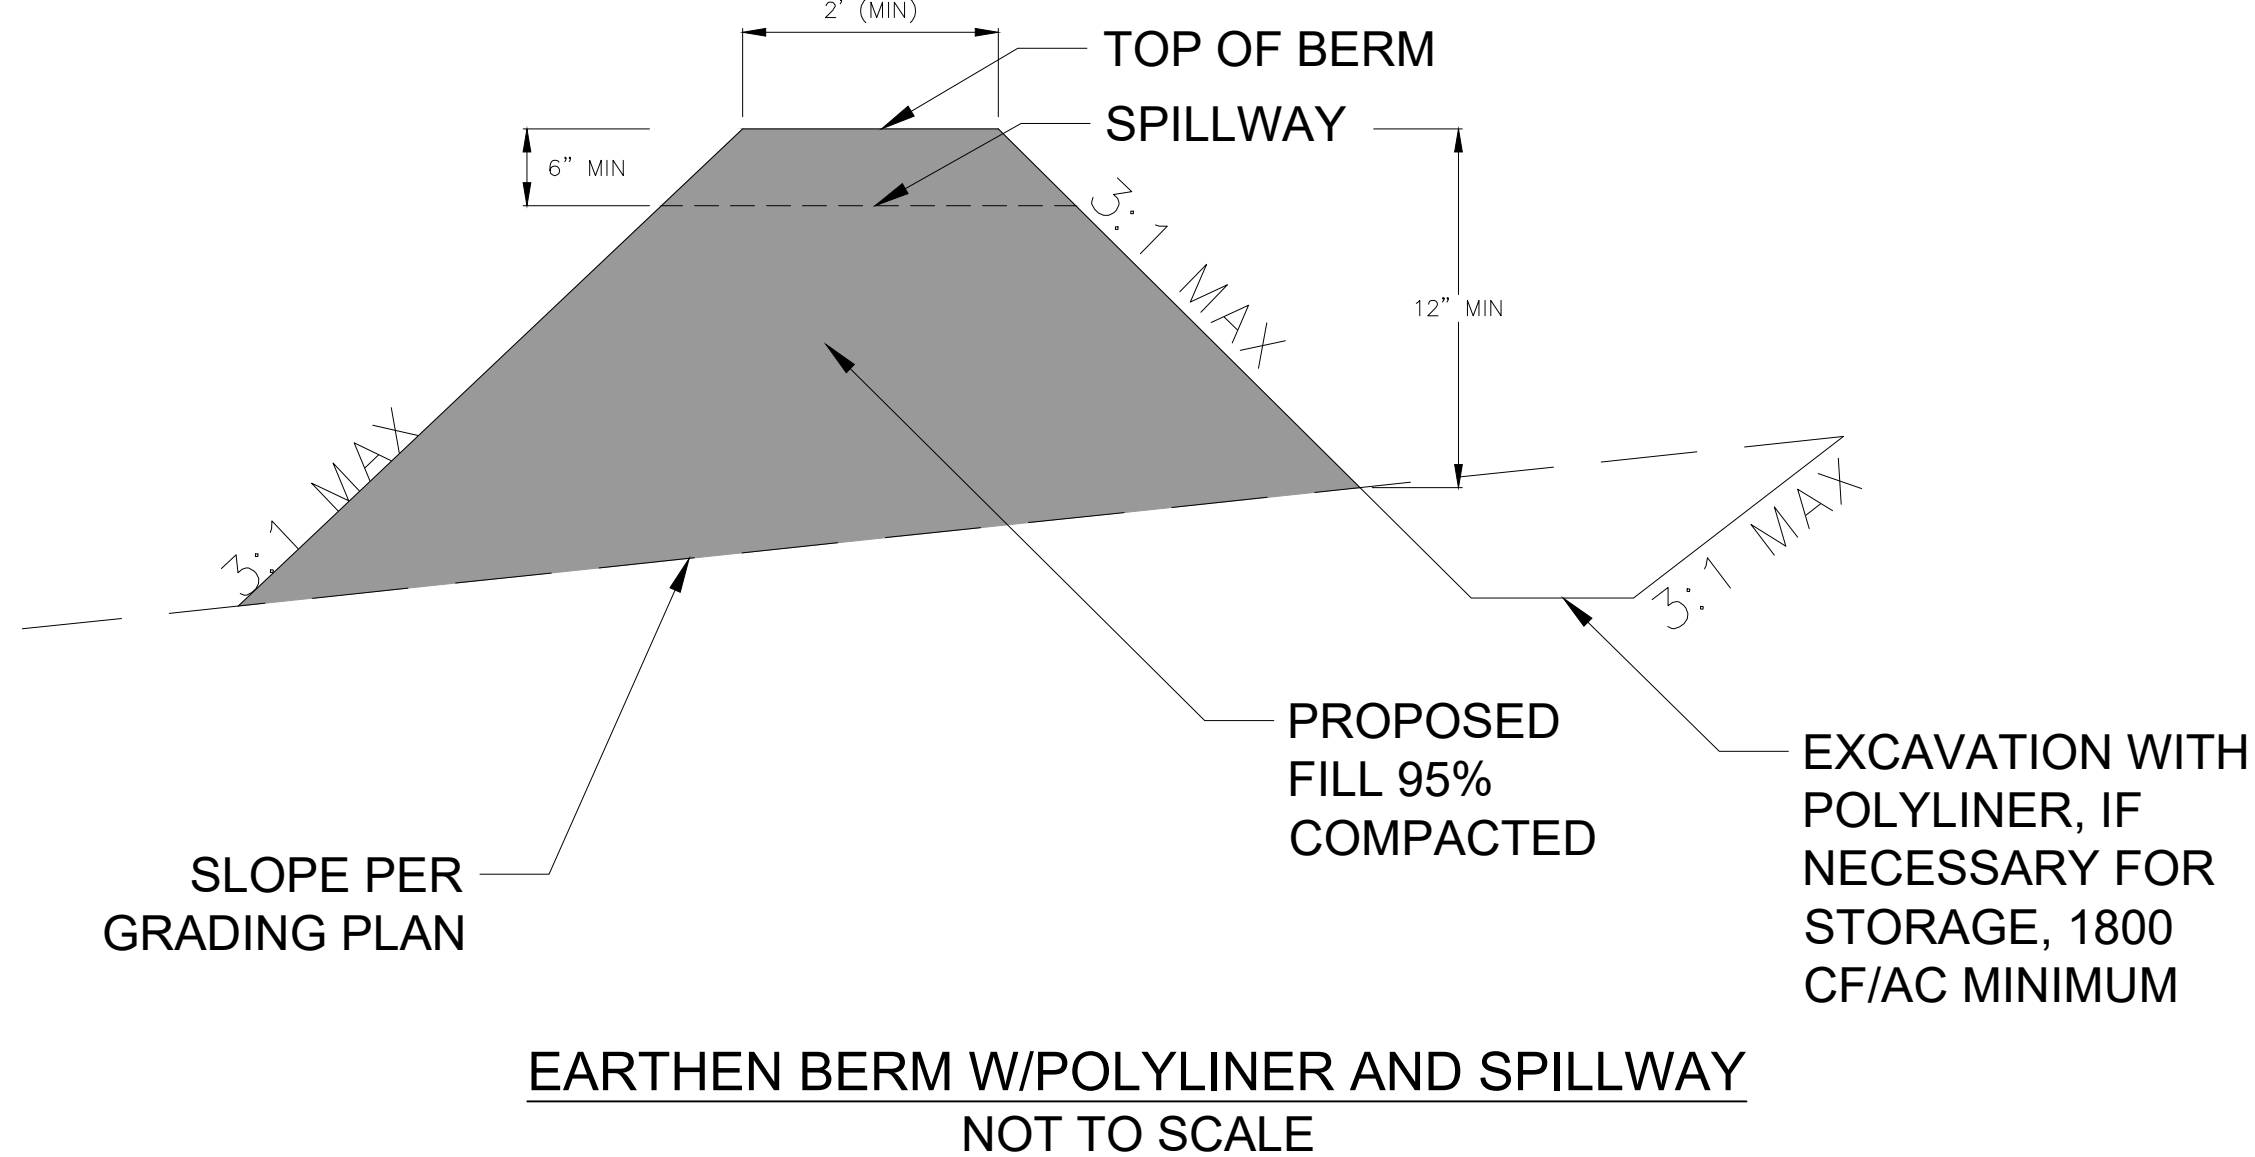 2' (MIN)
TOP OF BERM
SPILLWAY
6" MIN
3:1 MAX
12" MIN
3:1 MAX
3:1 MAX
PROPOSED
FILL 95%
COMPACTED
EXCAVATION WITH
POLYLINER, IF
NECESSARY FOR
STORAGE, 1800
CF/AC MINIMUM
SLOPE PER
GRADING PLAN
EARTHEN BERM W/POLYLINER AND SPILLWAY
NOT TO SCALE